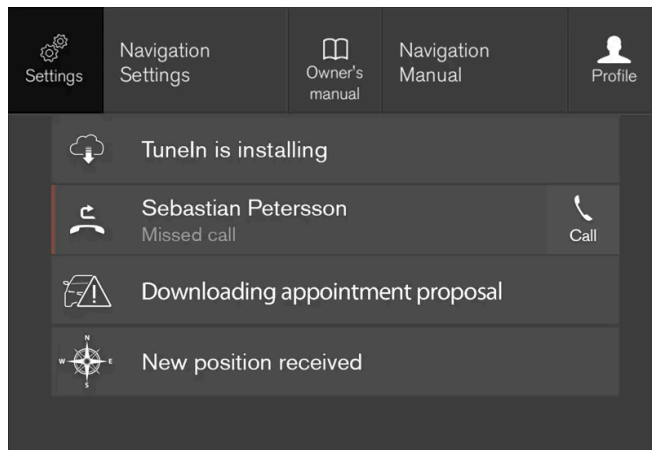 Settings
Navigation
Settings
Owner's
manual
Navigation
Manual
Profile
TuneIn is installing
Sebastian Petersson
Missed call
Call
Downloading appointment proposal
N
W
E
S
New position received